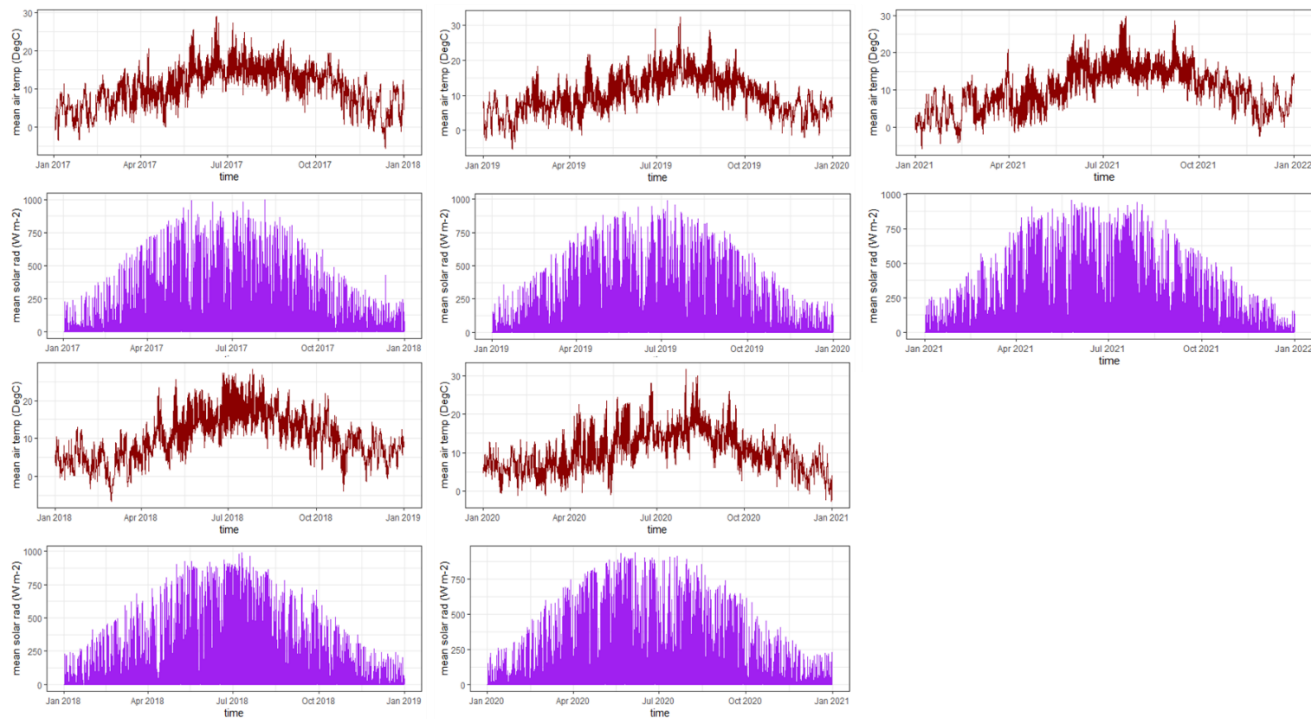 mean air temp (DegC)
30
20
10
0
Jan 2017 Apr 2017 Jul 2017 Oct 2017 Jan 2018
time
mean air temp (DegC)
30
20
10
0
Jan 2019 Apr 2019 Jul 2019 Oct 2019 Jan 2020
time
mean air temp (DegC)
30
20
10
0
Jan 2021 Apr 2021 Jul 2021 Oct 2021 Jan 2022
time
mean solar rad (W m-2)
1000
750
500
250
0
Jan 2017 Apr 2017 Jul 2017 Oct 2017 Jan 2018
mean solar rad (W m-2)
1000
750
500
250
0
Jan 2019 Apr 2019 Jul 2019 Oct 2019 Jan 2020
mean solar rad (W m-2)
1000
750
500
250
0
Jan 2021 Apr 2021 Jul 2021 Oct 2021 Jan 2022
mean air temp (DegC)
20
10
0
Jan 2018 Apr 2018 Jul 2018 Oct 2018 Jan 2019
time
mean air temp (DegC)
30
20
10
0
Jan 2020 Apr 2020 Jul 2020 Oct 2020 Jan 2021
time
mean solar rad (W m-2)
1000
750
500
250
0
Jan 2018 Apr 2018 Jul 2018 Oct 2018 Jan 2019
time
mean solar rad (W m-2)
750
500
250
0
Jan 2020 Apr 2020 Jul 2020 Oct 2020 Jan 2021
time